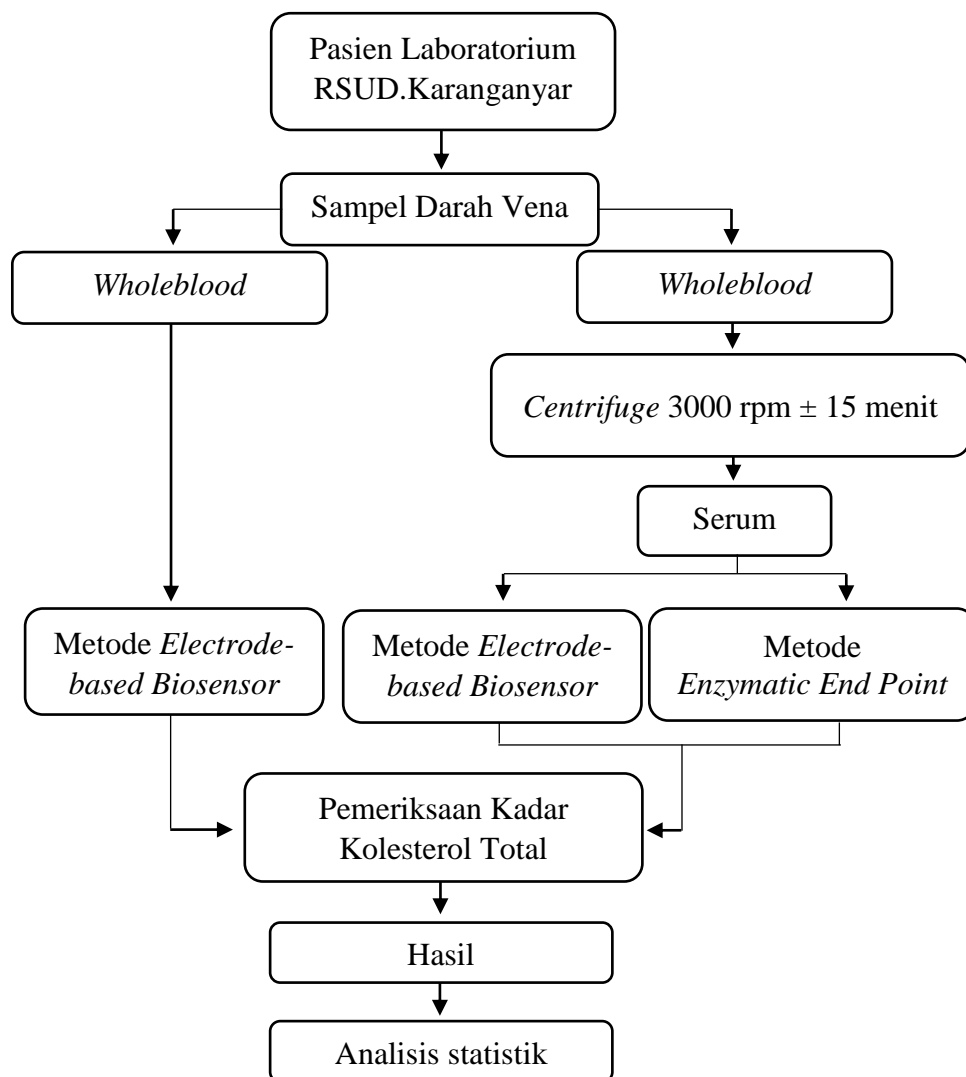 Pasien Laboratorium
RSUD.Karanganyar
Sampel Darah Vena
Wholeblood
Wholeblood
Centrifuge 3000 rpm ± 15 menit
Serum
Metode Electrode-
based Biosensor
Metode Electrode-
based Biosensor
Metode
Enzymatic End Point
Pemeriksaan Kadar
Kolesterol Total
Hasil
Analisis statistik